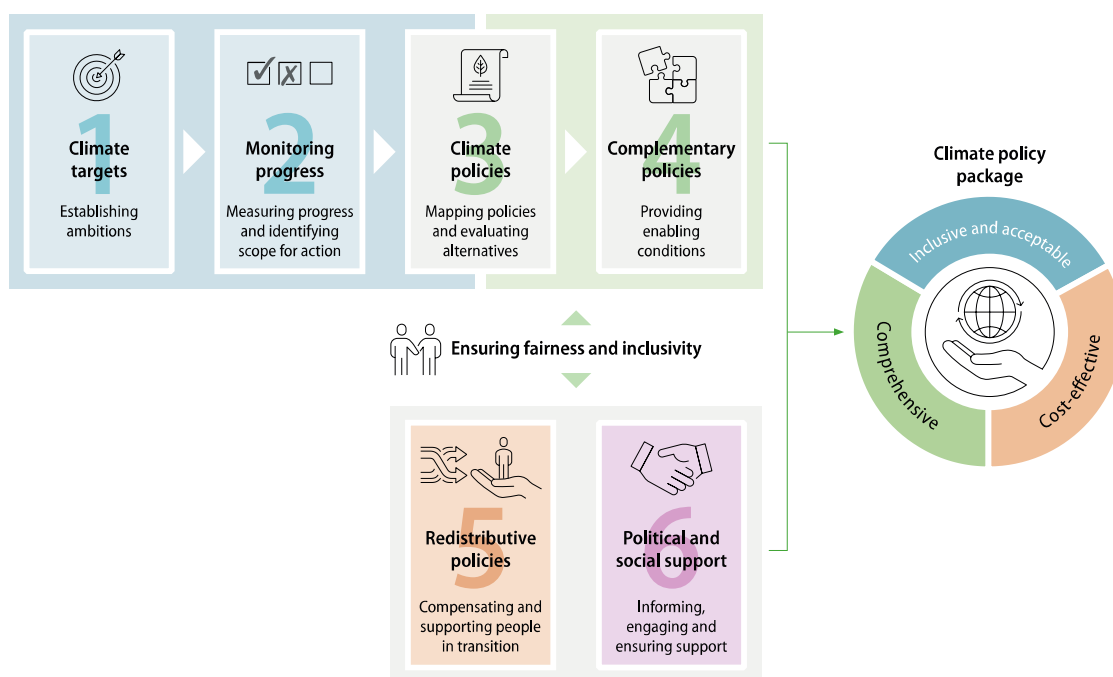 1
Climate
targets
Establishing
ambitions
2
Monitoring
progress
Measuring progress
and identifying
scope for action
3
Climate
policies
Mapping policies
and evaluating
alternatives
4
Complementary
policies
Providing
enabling
conditions
Ensuring fairness and inclusivity
5
Redistributive
policies
Compensating and
supporting people
in transition
6
Political and
social support
Informing,
engaging and
ensuring support
Climate policy
package
Inclusive and acceptable
Comprehensive
Cost-effective